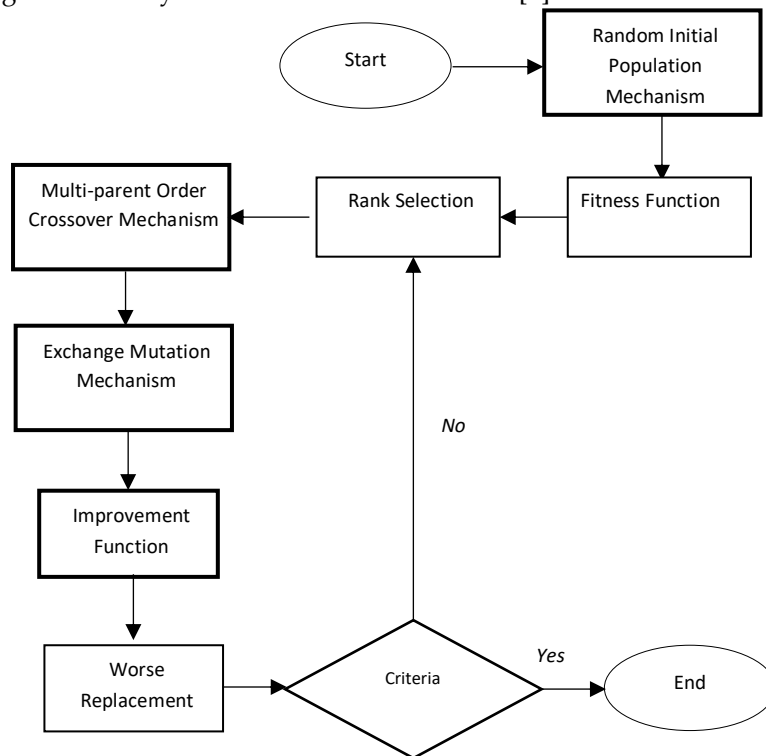 Start
Random Initial
Population
Mechanism
Multi-parent Order
Crossover Mechanism
Rank Selection
Fitness Function
Exchange Mutation
Mechanism
No
Improvement
Function
Worse
Replacement
Criteria
Yes
End